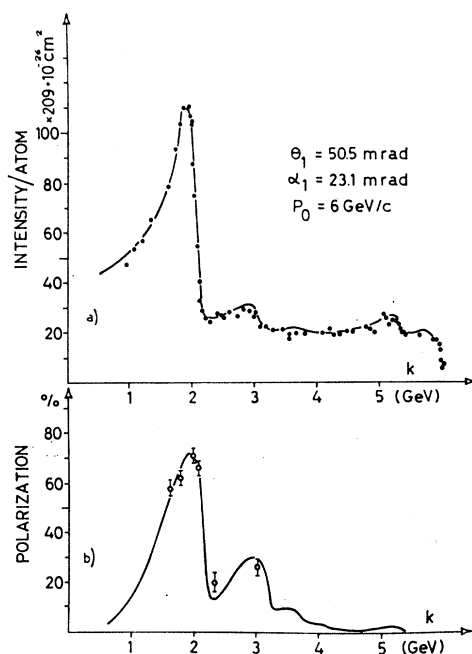 INTENSITY/ATOM
×209·10⁻²⁶ cm²
100
80
60
40
20
θ₁ = 50.5 mrad
α₁ = 23.1 mrad
P₀ = 6 GeV/c
a)
k
1 2 3 4 5 (GeV)
POLARIZATION
%
80
60
40
20
b)
k
1 2 3 4 5 (GeV)